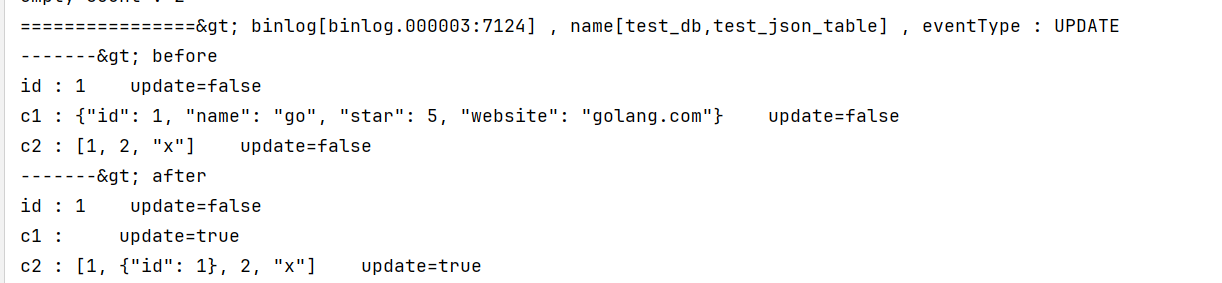 ================&gt; binlog[binlog.000003:7124] , name[test_db,test_json_table] , eventType : UPDATE
-------&gt; before
id : 1    update=false
c1 : {"id": 1, "name": "go", "star": 5, "website": "golang.com"}    update=false
c2 : [1, 2, "x"]    update=false
-------&gt; after
id : 1    update=false
c1 :     update=true
c2 : [1, {"id": 1}, 2, "x"]    update=true